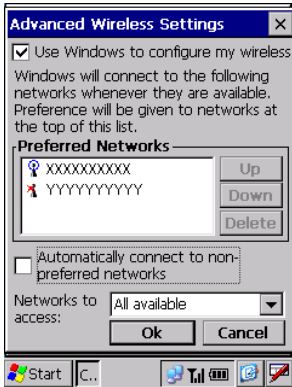 Advanced Wireless Settings
Use Windows to configure my wireless
Windows will connect to the following
networks whenever they are available.
Preference will be given to networks at
the top of this list.
Preferred Networks
XXXXXXXXXX
YYYYYYYYYY
Up
Down
Delete
Automatically connect to non-
preferred networks
Networks to
access:
All available
Ok
Cancel
Start
C..